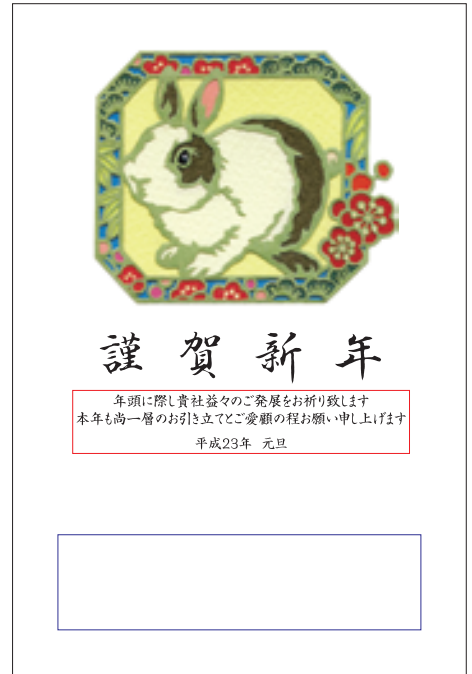 謹賀新年
年頭に際し貴社益々のご発展をお祈り致します
本年も尚一層のお引き立てとご愛顧の程お願い申し上げます
平成23年 元旦